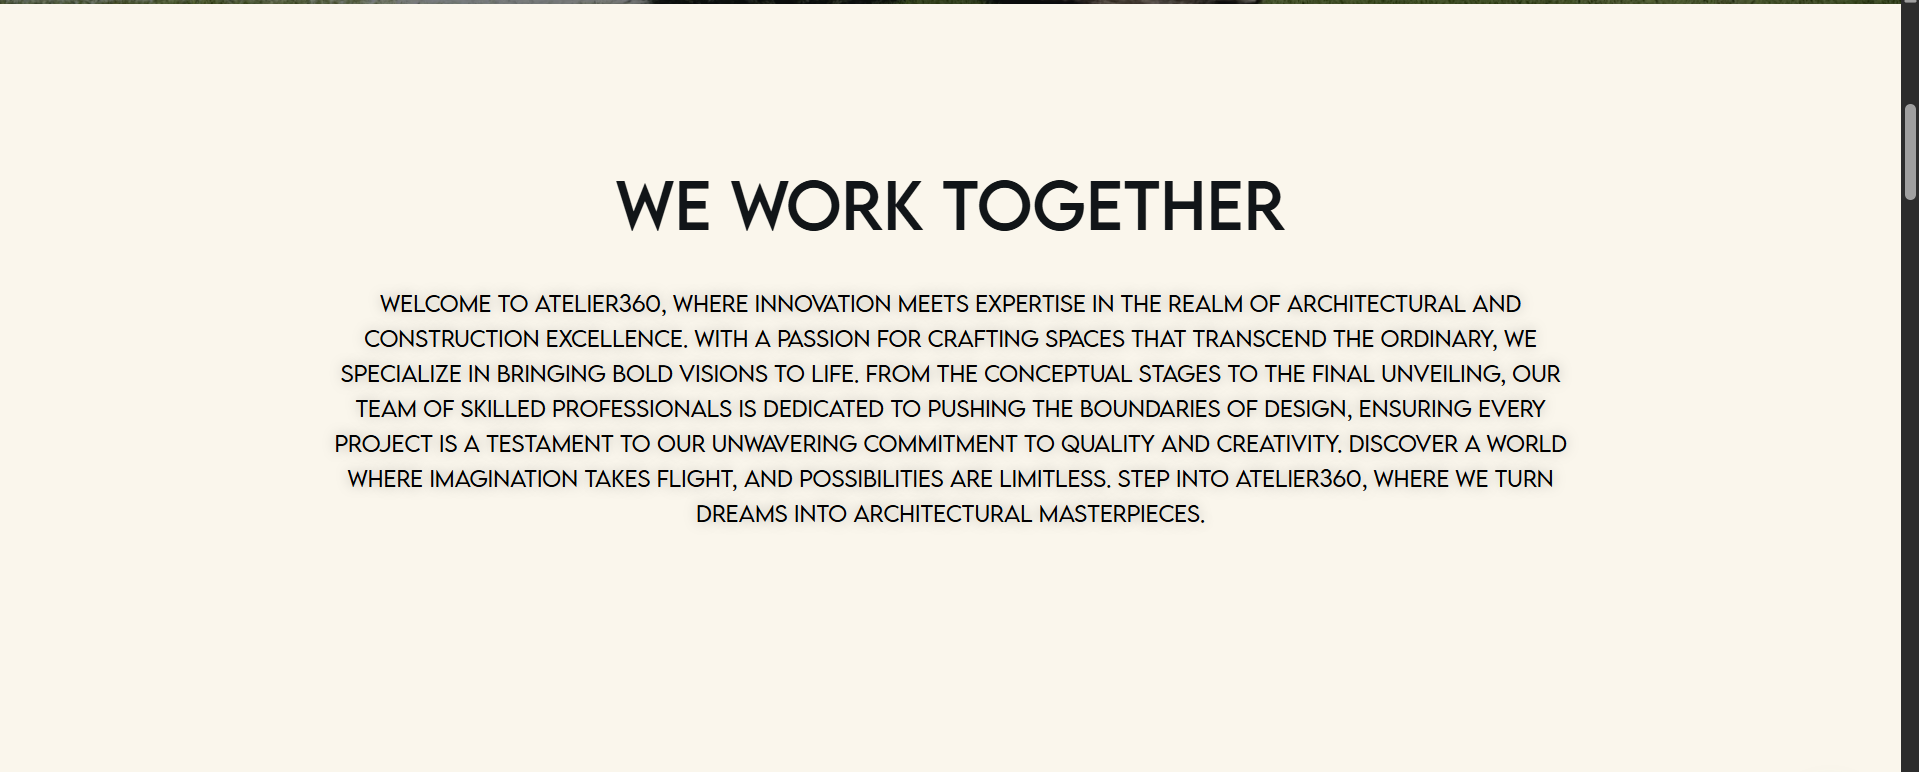 WE WORK TOGETHER
WELCOME TO ATELIER360, WHERE INNOVATION MEETS EXPERTISE IN THE REALM OF ARCHITECTURAL AND
CONSTRUCTION EXCELLENCE. WITH A PASSION FOR CRAFTING SPACES THAT TRANSCEND THE ORDINARY, WE
SPECIALIZE IN BRINGING BOLD VISIONS TO LIFE. FROM THE CONCEPTUAL STAGES TO THE FINAL UNVEILING, OUR
TEAM OF SKILLED PROFESSIONALS IS DEDICATED TO PUSHING THE BOUNDARIES OF DESIGN, ENSURING EVERY
PROJECT IS A TESTAMENT TO OUR UNWAVERING COMMITMENT TO QUALITY AND CREATIVITY. DISCOVER A WORLD
WHERE IMAGINATION TAKES FLIGHT, AND POSSIBILITIES ARE LIMITLESS. STEP INTO ATELIER360, WHERE WE TURN
DREAMS INTO ARCHITECTURAL MASTERPIECES.